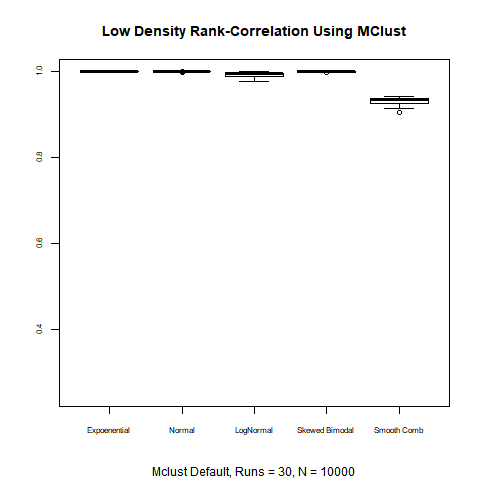 Low Density Rank-Correlation Using MClust
1.0
0.8
0.6
0.4
Expoenential Normal LogNormal Skewed Bimodal Smooth Comb
Mclust Default, Runs = 30, N = 10000